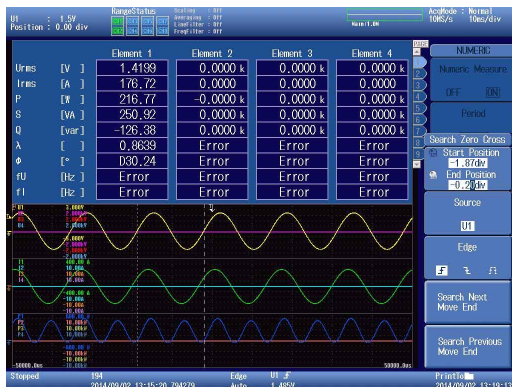 U1 : 1.5V
Position : 0.00 div
RangeStatus
Scaling : Off
Averaging : Off
LineFilter : Off
FreqFilter : Off
Main:1.0M
AcqMode : Normal
10MS/s 10ms/div
Element 1 Element 2 Element 3 Element 4
Urms [V ] 1.4199 0.0000 k 0.0000 k 0.0000 k
Irms [A ] 176.72 0.0000 0.0000 k 0.0000 k
P [W ] 216.77 -0.0000 k 0.0000 k 0.0000 k
S [VA ] 250.92 0.0000 k 0.0000 k 0.0000 k
Q [var] -126.38 0.0000 k 0.0000 k 0.0000 k
λ [ ] 0.8639 Error Error Error
φ [° ] D30.24 Error Error Error
fU [Hz ] Error Error Error Error
fI [Hz ] Error Error Error Error
NUMERIC
Numeric Measure
OFF ON
Period
Search Zero Cross
Start Position
-1.87div
End Position
-0.20div
Source
U1
Edge
Search Next
Move End
Search Previous
Move End
-50000.0us
50000.0us
Stopped 194 Edge U1
2014/09/02 13:15:20.794279 Auto 1.485V 2014/09/02 13:19:13